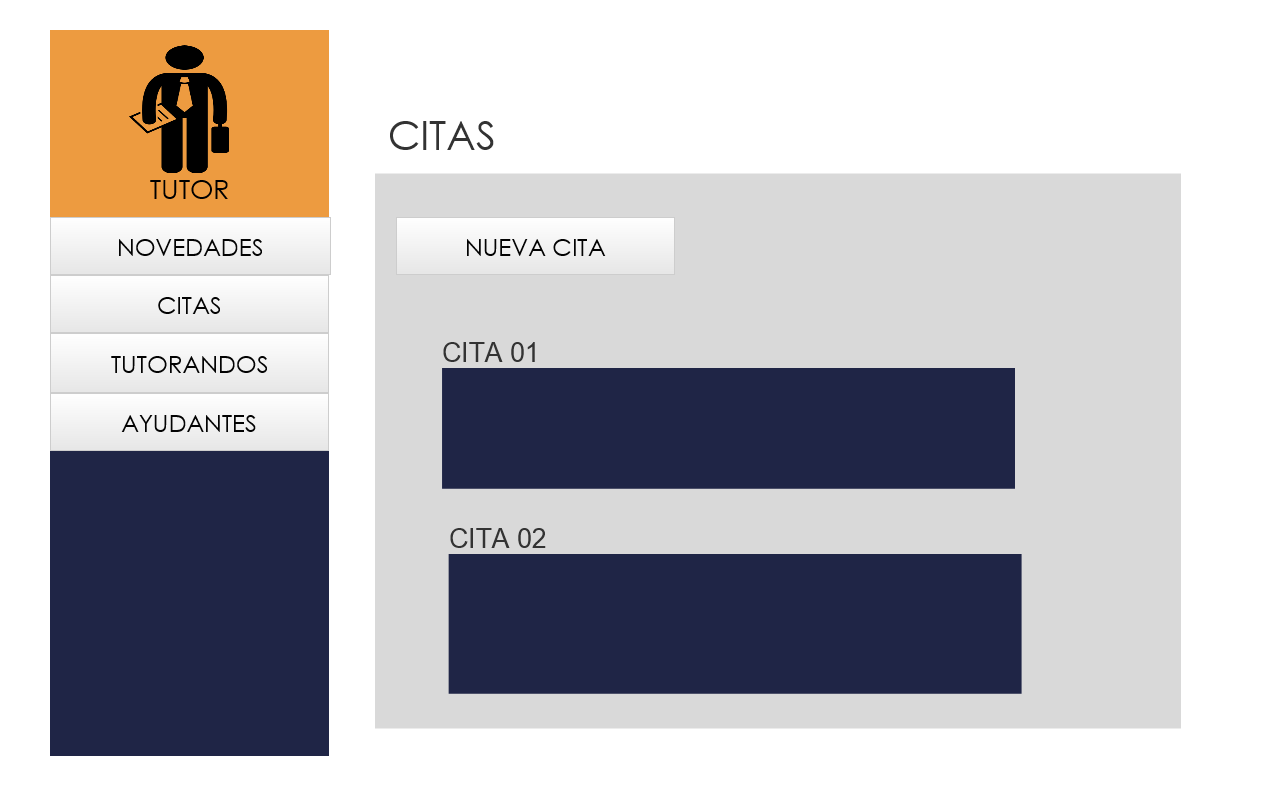 TUTOR
NOVEDADES
CITAS
TUTORANDOS
AYUDANTES
CITAS
NUEVA CITA
CITA 01
CITA 02